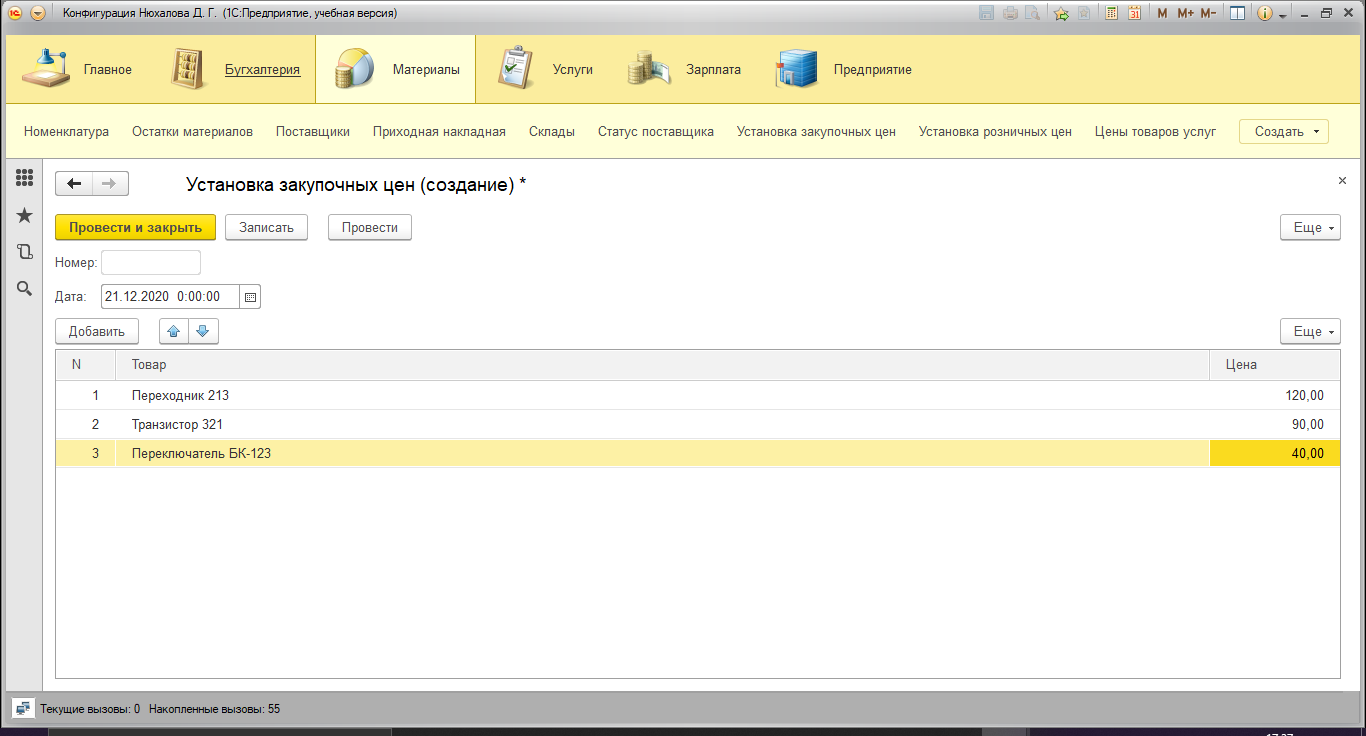 Конфигурация Нюхалова Д. Г. (1С:Предприятие, учебная версия)
M M+ M-
Главное Бугхалтерия Материалы Услуги Зарплата Предприятие
Номенклатура Остатки материалов Поставщики Приходная накладная Склады Статус поставщика Установка закупочных цен Установка розничных цен Цены товаров услуг Создать
Установка закупочных цен (создание) *
Провести и закрыть Записать Провести Еще
Номер:
Дата: 21.12.2020 0:00:00
Добавить Еще
N Товар Цена
1 Переходник 213 120,00
2 Транзистор 321 90,00
3 Переключатель БК-123 40,00
Текущие вызовы: 0 Накопленные вызовы: 55